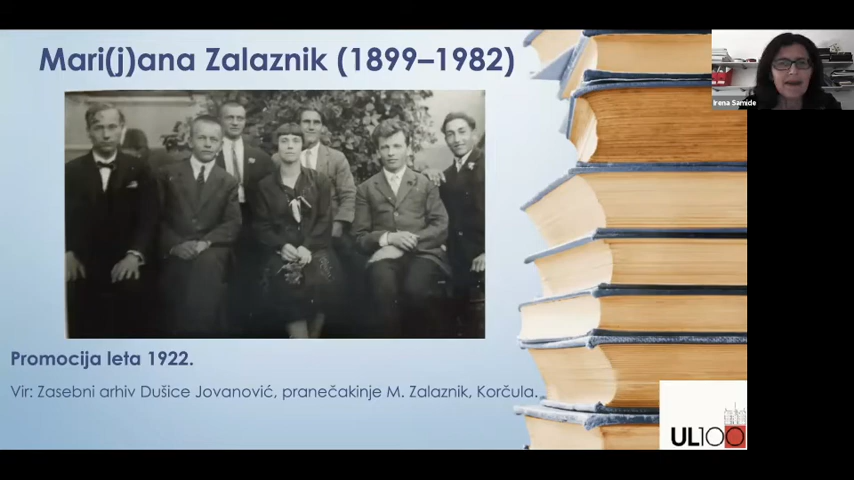 Mari(j)ana Zalaznik (1899–1982)
Irena Samide
Promocija leta 1922.
Vir: Zasebni arhiv Dušice Jovanović, pranečakinje M. Zalaznik, Korčula.
UL100